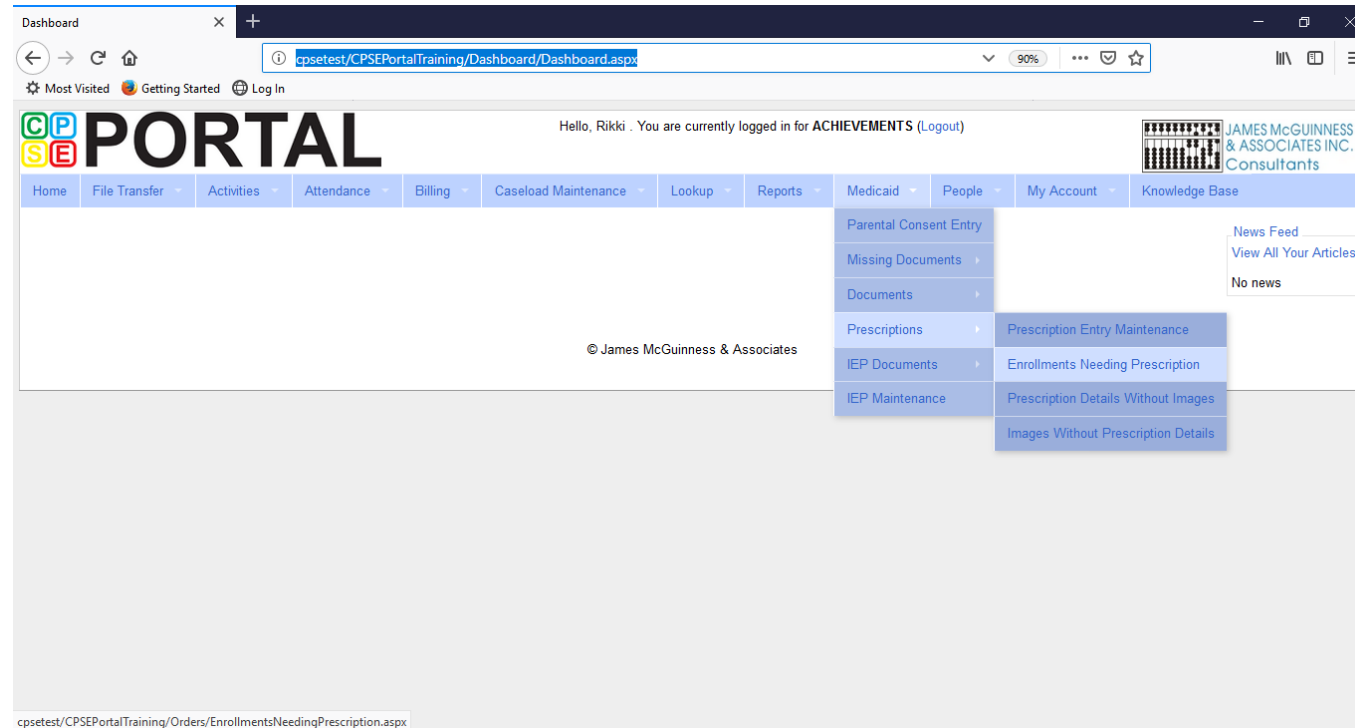 Dashboard
cpsetest/CPSEPortalTraining/Dashboard/Dashboard.aspx 90%
Most Visited Getting Started Log In
CP
SE
PORTAL
Hello, Rikki . You are currently logged in for ACHIEVEMENTS (Logout)
JAMES McGUINNESS
& ASSOCIATES INC.
Consultants
Home File Transfer Activities Attendance Billing Caseload Maintenance Lookup Reports Medicaid People My Account Knowledge Base
Parental Consent Entry
Missing Documents
Documents
Prescriptions
IEP Documents
IEP Maintenance
Prescription Entry Maintenance
Enrollments Needing Prescription
Prescription Details Without Images
Images Without Prescription Details
News Feed
View All Your Articles
No news
© James McGuinness & Associates
cpsetest/CPSEPortalTraining/Orders/EnrollmentsNeedingPrescription.aspx